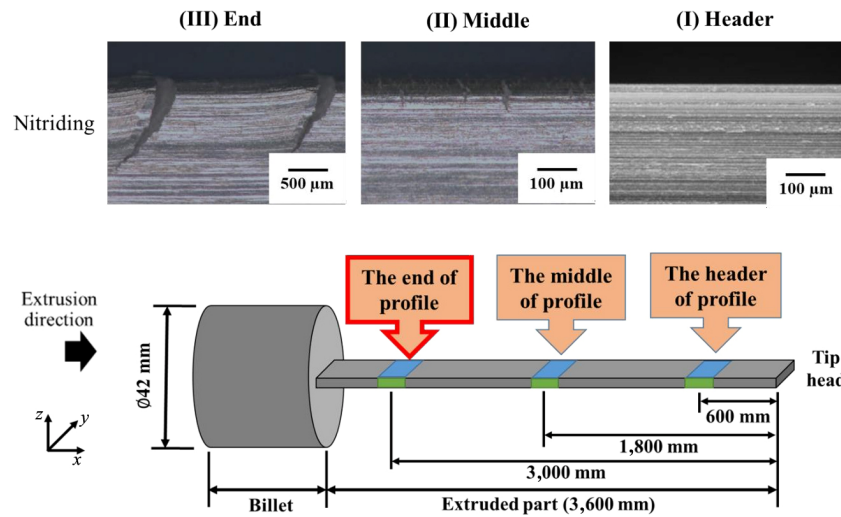 (III) End
(II) Middle
(I) Header
Nitriding
500 µm
100 µm
100 µm
The end of
profile
The middle
of profile
The header
of profile
Extrusion
direction
Tip
head
Ø42 mm
z
y
x
600 mm
1,800 mm
3,000 mm
Billet
Extruded part (3,600 mm)